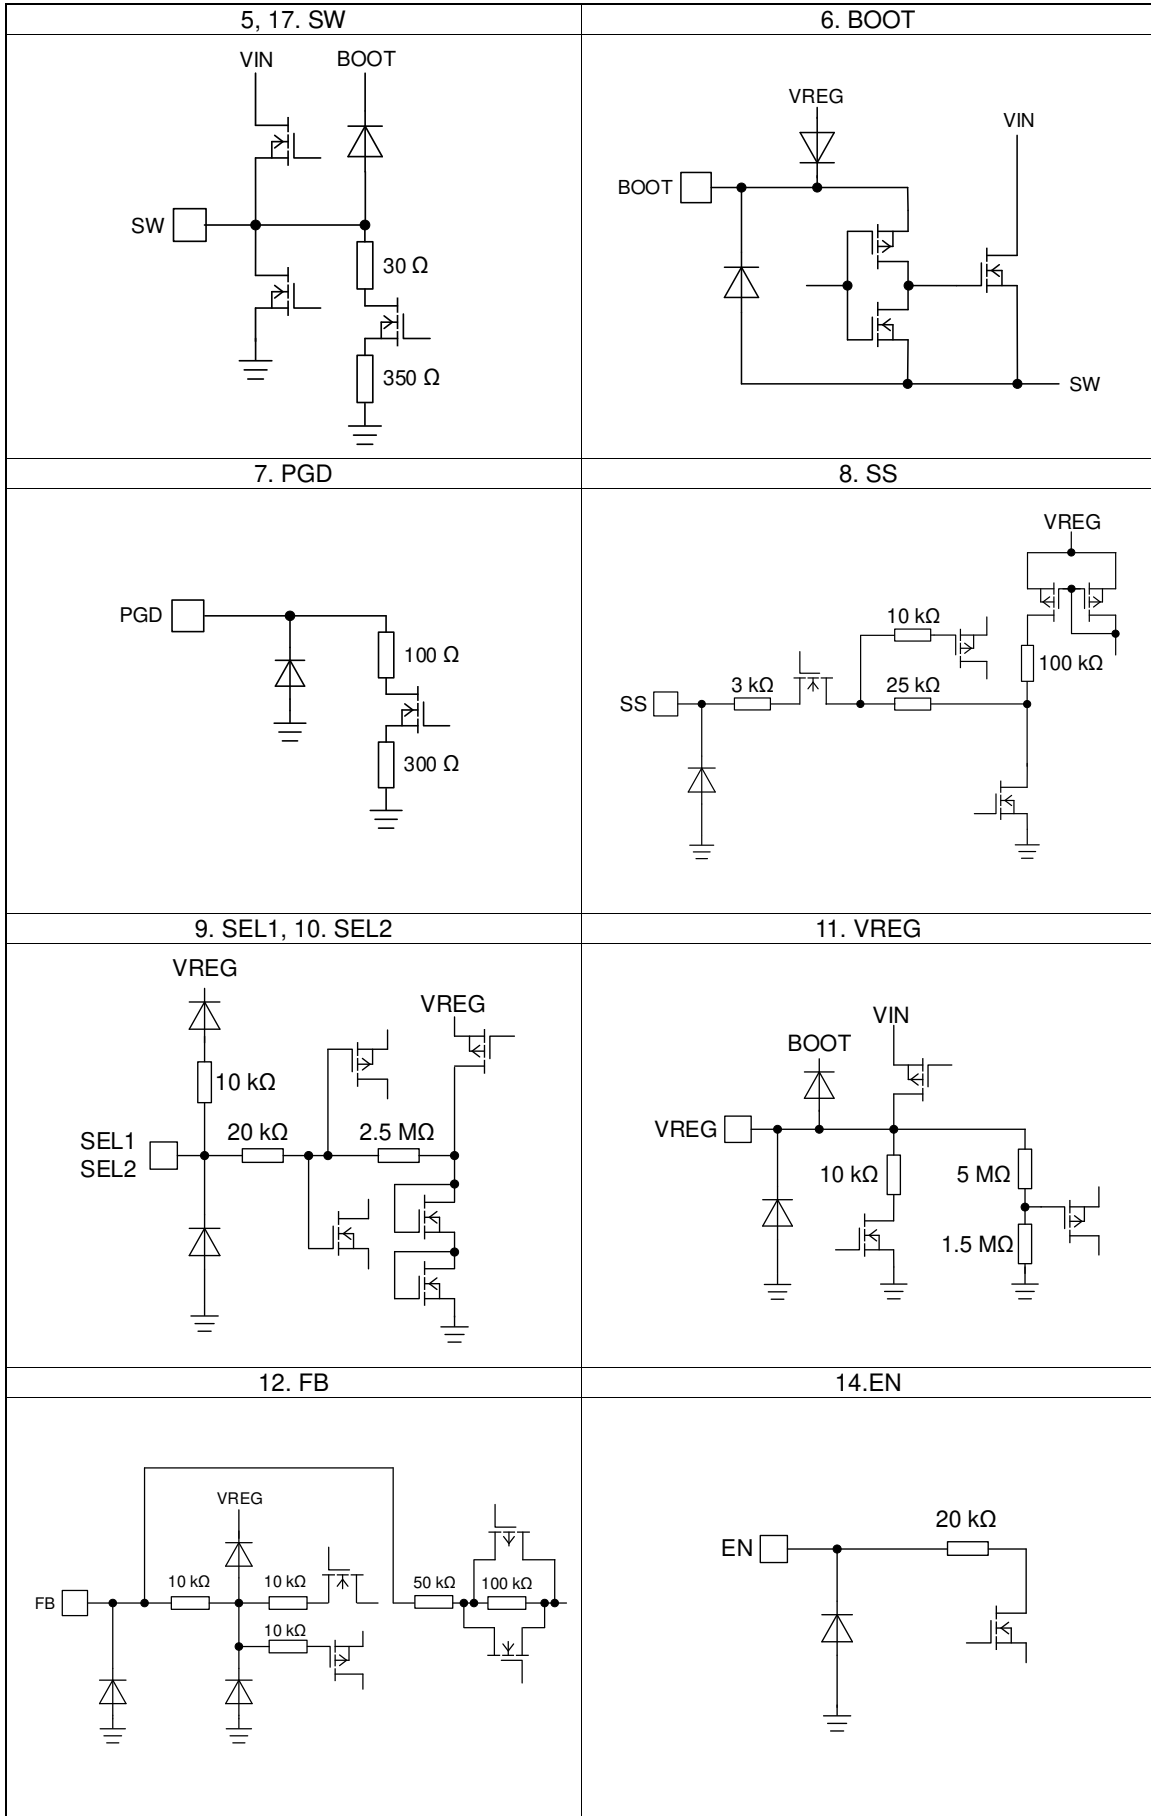 5, 17. SW
6. BOOT
VIN
BOOT
SW
30 Ω
350 Ω
VREG
VIN
BOOT
SW
7. PGD
8. SS
PGD
100 Ω
300 Ω
VREG
10 kΩ
100 kΩ
3 kΩ
25 kΩ
SS
9. SEL1, 10. SEL2
11. VREG
VREG
VREG
10 kΩ
20 kΩ
2.5 MΩ
SEL1
SEL2
VIN
BOOT
VREG
10 kΩ
5 MΩ
1.5 MΩ
12. FB
14.EN
VREG
10 kΩ
10 kΩ
50 kΩ
100 kΩ
FB
10 kΩ
20 kΩ
EN